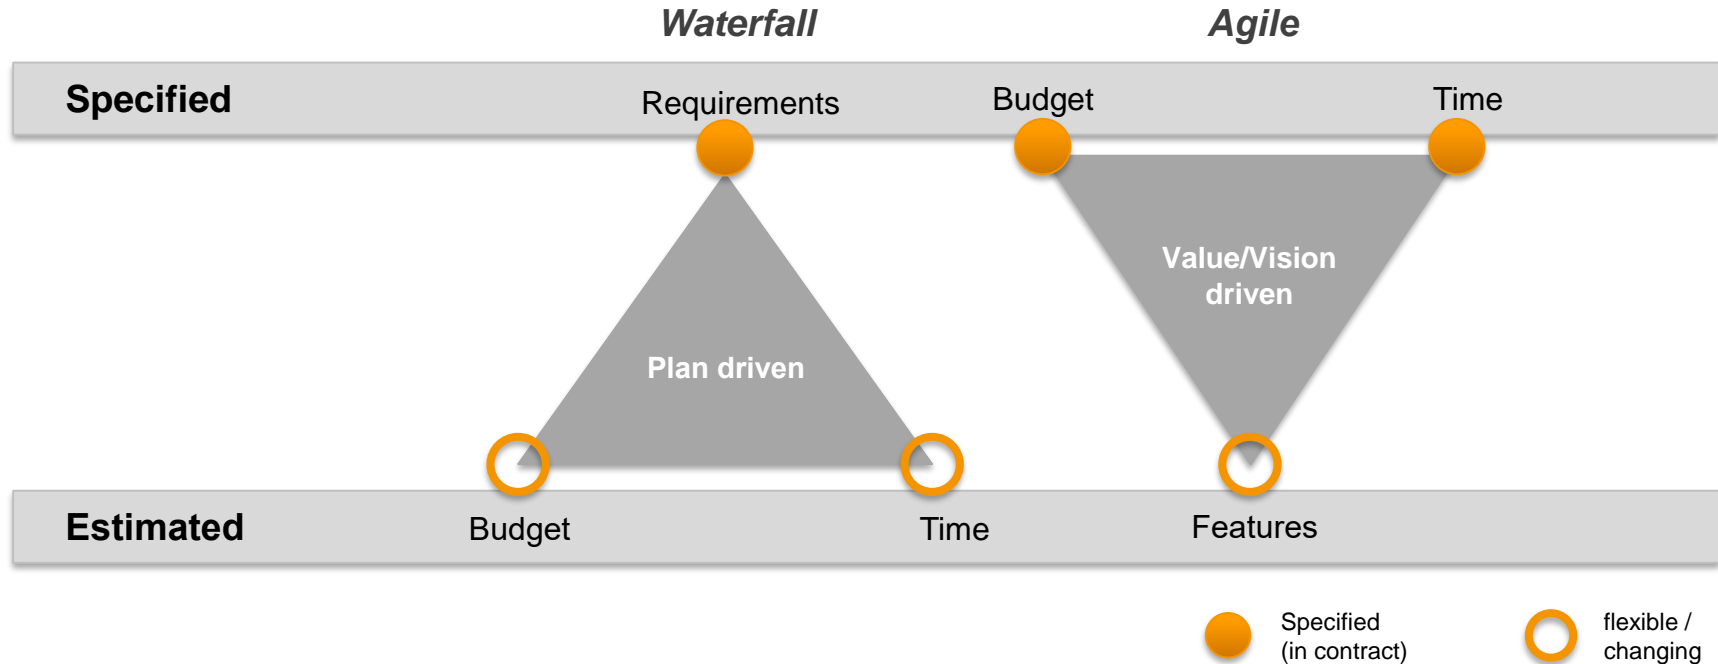 Waterfall
Agile
Specified
Requirements
Budget
Time
Value/Vision
driven
Plan driven
Estimated
Budget
Time
Features
Specified
(in contract)
flexible /
changing